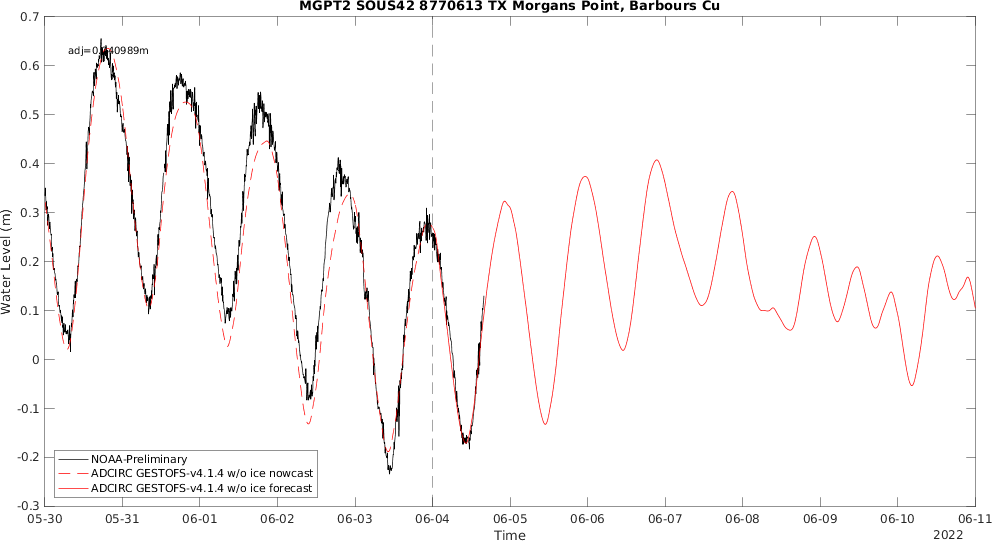 MGPT2 SOUS42 8770613 TX Morgans Point, Barbours Cu
0.7
0.6
0.5
0.4
0.3
0.2
0.1
0
-0.1
-0.2
-0.3
Water Level (m)
NOAA-Preliminary
ADCIRC GESTOFS-v4.1.4 w/o ice nowcast
ADCIRC GESTOFS-v4.1.4 w/o ice forecast
05-30 05-31 06-01 06-02 06-03 06-04 06-05 06-06 06-07 06-08 06-09 06-10 06-11
Time
2022